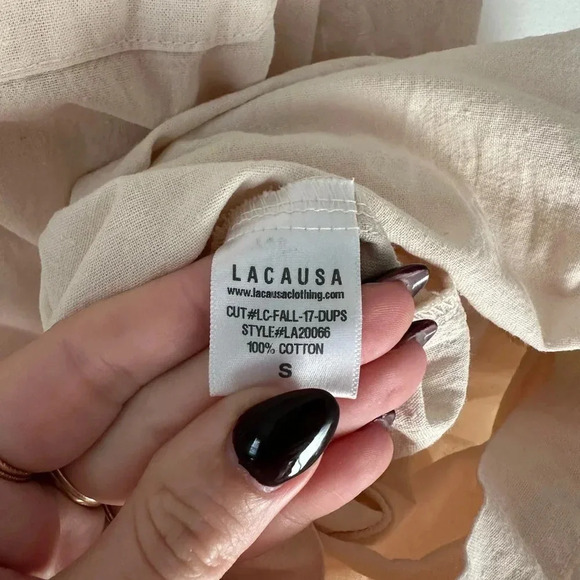 LACAUSA
www.lacausaclothing.com
CUT#LC-FALL-17-DUPS
STYLE#LA20066
100% COTTON
S